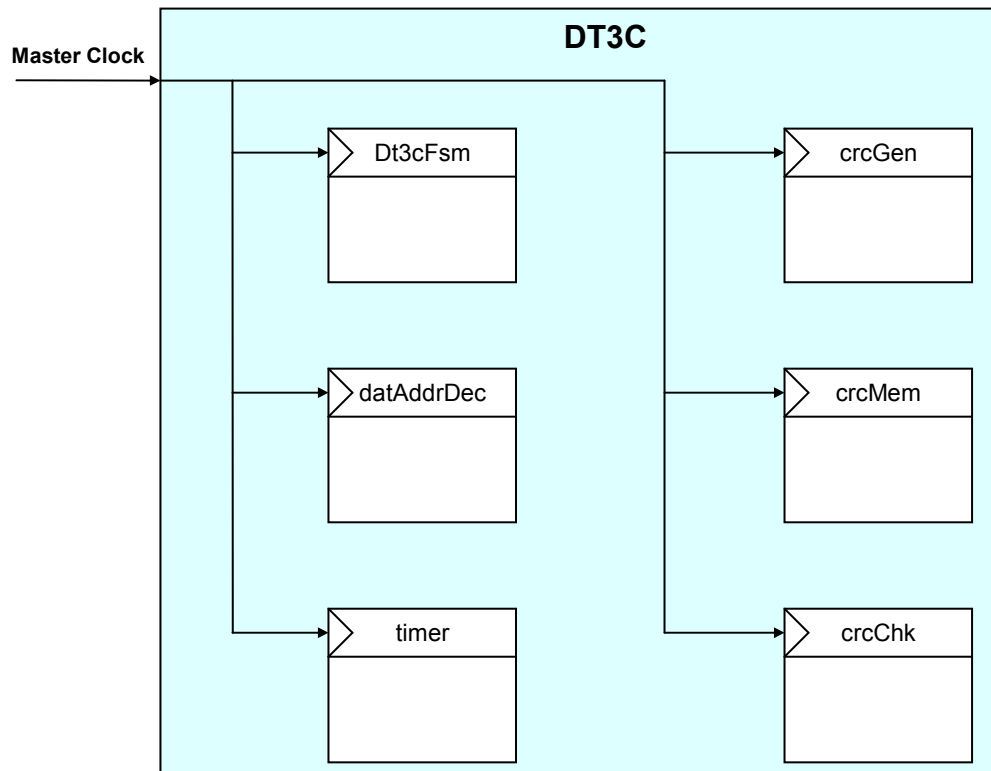 DT3C
Master Clock
Dt3cFsm
crcGen
datAddrDec
crcMem
timer
crcChk